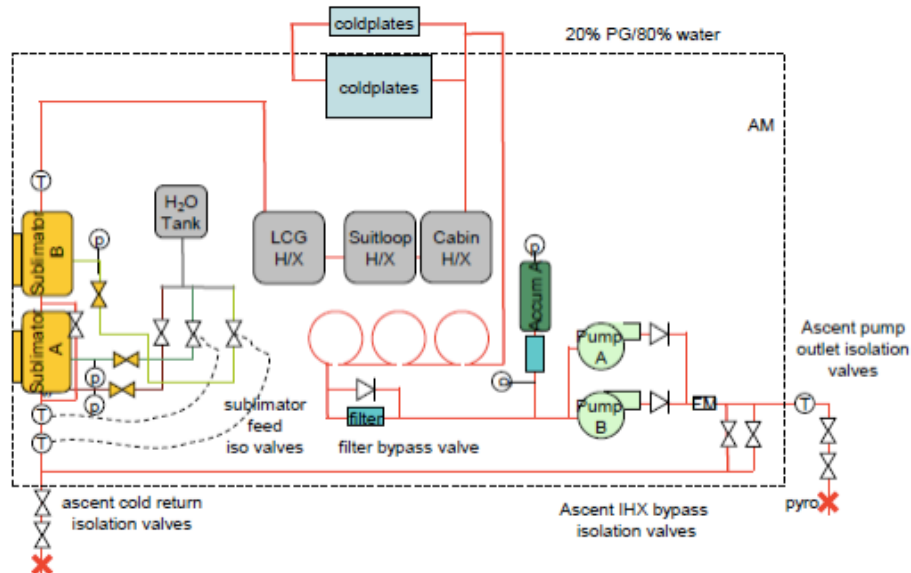 coldplates
20% PG/80% water
coldplates
AM
T
H₂O
Tank
Sublimator
B
p
LCG
H/X
Suitloop
H/X
Cabin
H/X
p
Accum A
Sublimator
A
p
p
Pump
A
Ascent pump
outlet isolation
valves
p
T
T
sublimator
feed
iso valves
filter
filter bypass valve
Pump
B
FM
T
ascent cold return
isolation valves
Ascent IHX bypass
isolation valves
pyro